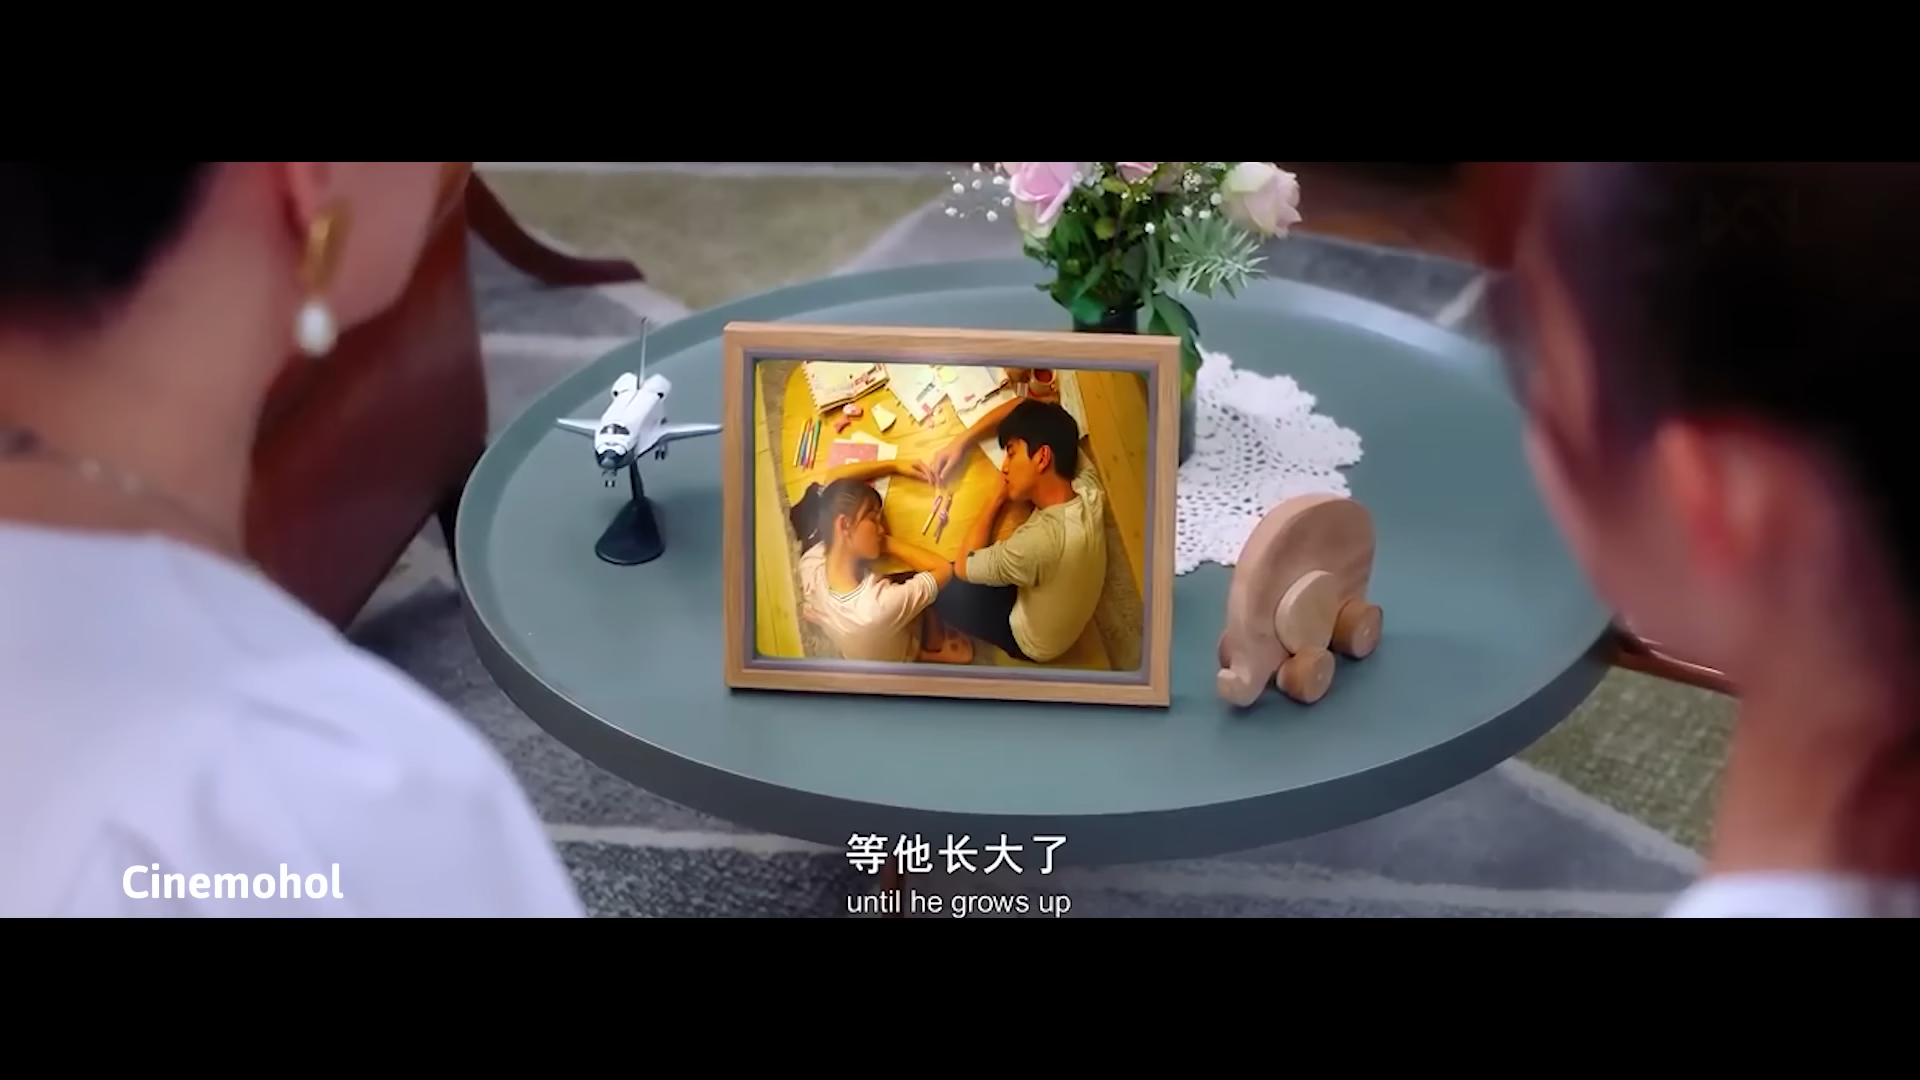 等他长大了
until he grows up
Cinemohol